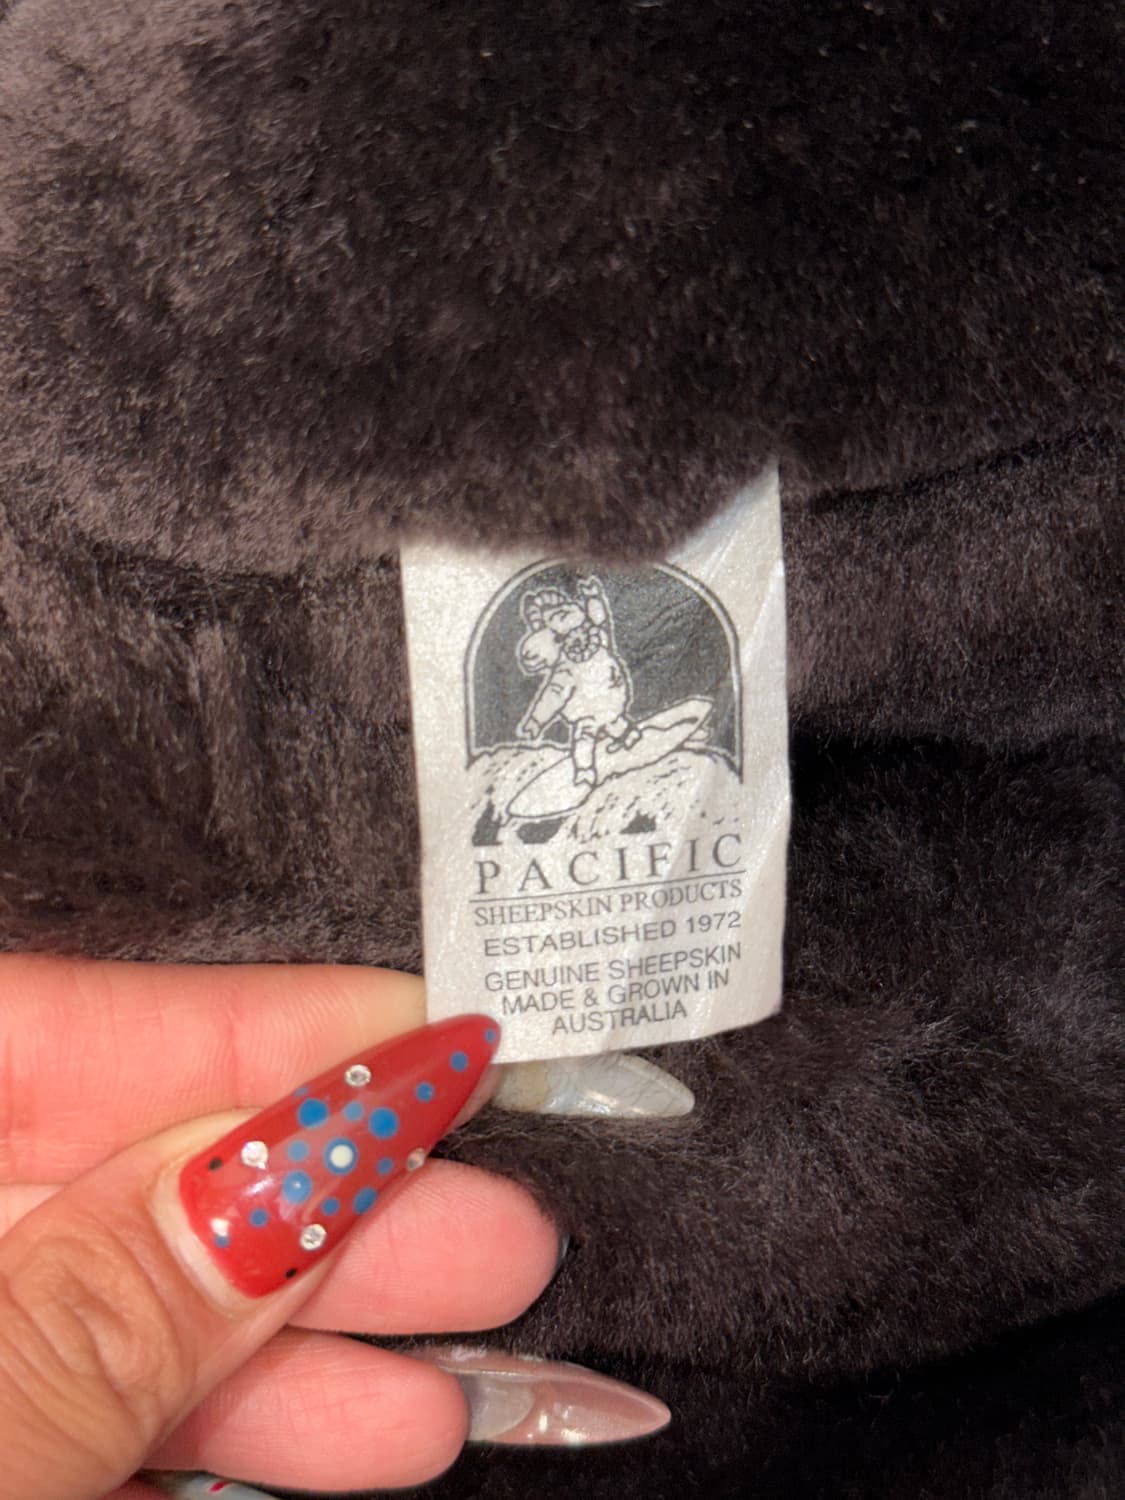 PACIFIC
SHEEPSKIN PRODUCTS
ESTABLISHED 1972
GENUINE SHEEPSKIN
MADE & GROWN IN
AUSTRALIA